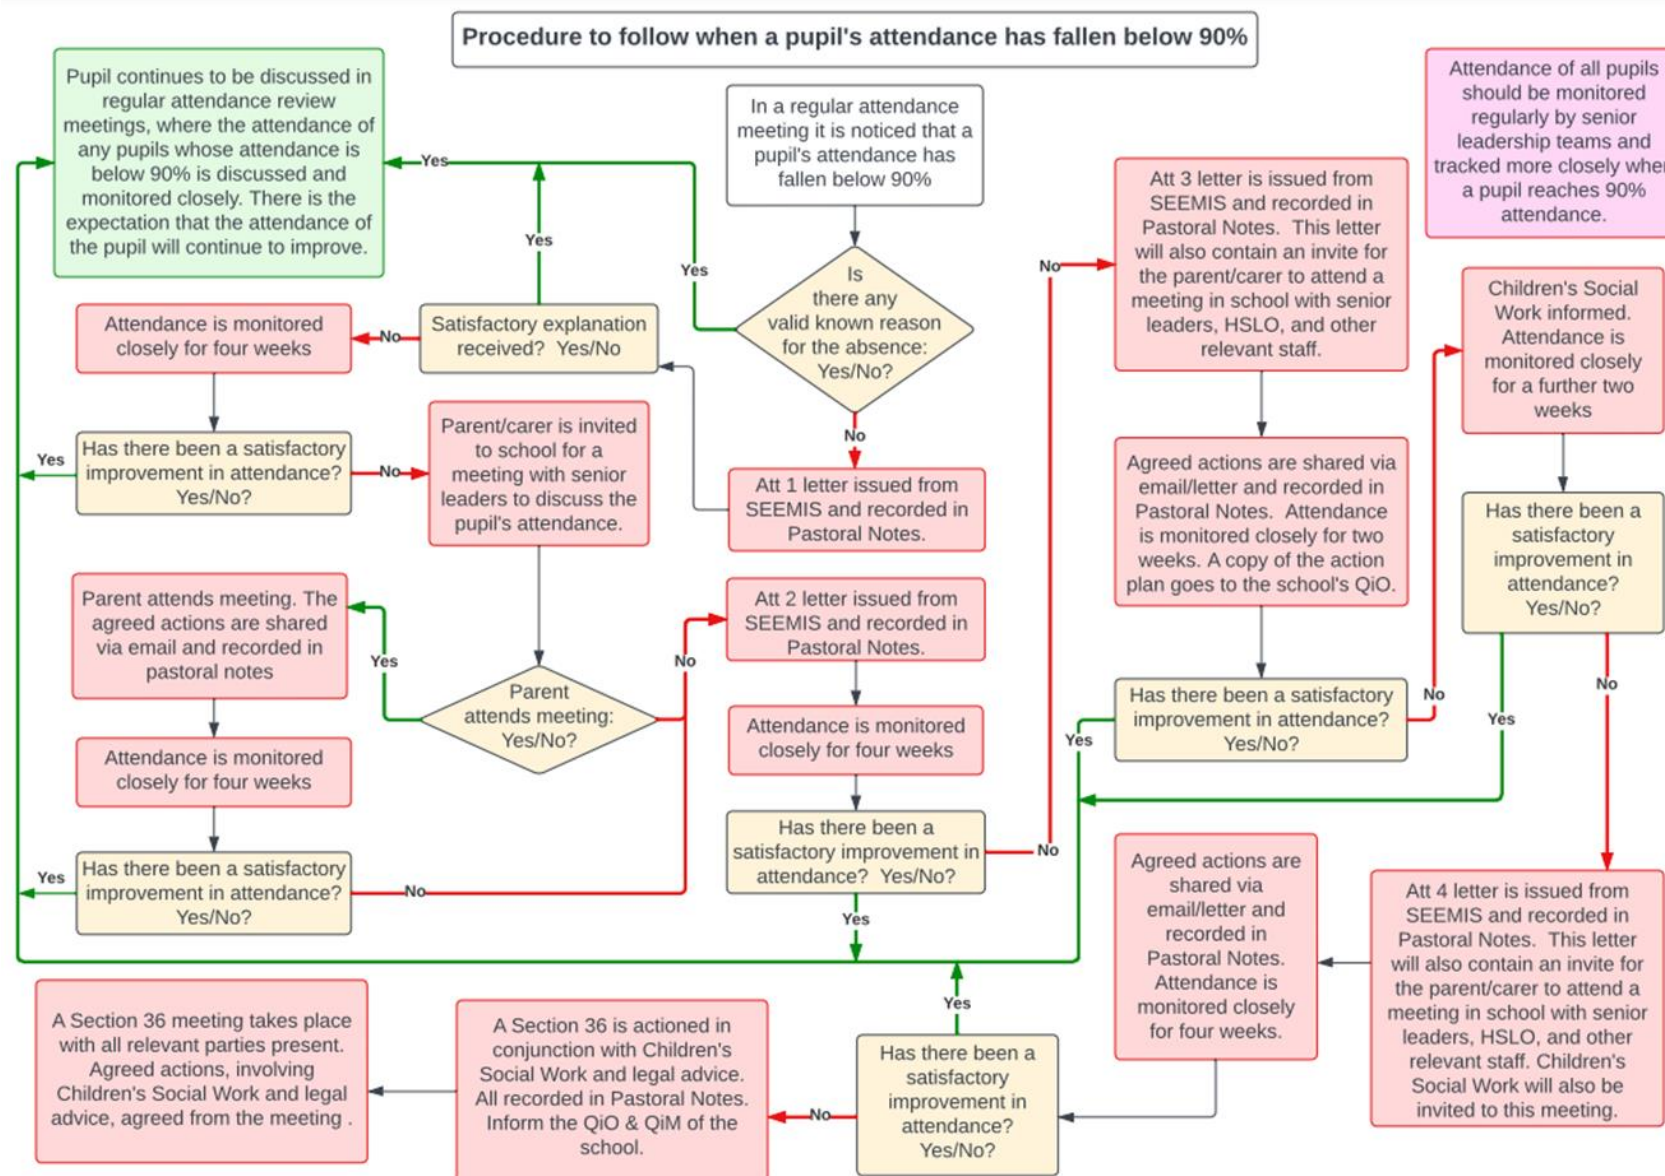 Procedure to follow when a pupil's attendance has fallen below 90%
Pupil continues to be discussed in
regular attendance review
meetings, where the attendance of
any pupils whose attendance is
below 90% is discussed and
monitored closely. There is the
expectation that the attendance of
the pupil will continue to improve.
In a regular attendance
meeting it is noticed that a
pupil's attendance has
fallen below 90%
Attendance of all pupils
should be monitored
regularly by senior
leadership teams and
tracked more closely when
a pupil reaches 90%
attendance.
Is
there any
valid known reason
for the absence:
Yes/No?
Yes
Yes
Yes
No
Att 1 letter issued from
SEEMIS and recorded in
Pastoral Notes.
Satisfactory explanation
received? Yes/No
No
Attendance is monitored
closely for four weeks
Has there been a satisfactory
improvement in attendance?
Yes/No?
Yes
No
Parent/carer is invited
to school for a
meeting with senior
leaders to discuss the
pupil's attendance.
Parent
attends meeting:
Yes/No?
Yes
No
Parent attends meeting. The
agreed actions are shared
via email and recorded in
pastoral notes
Attendance is monitored
closely for four weeks
Has there been a satisfactory
improvement in attendance?
Yes/No?
Yes
No
Att 2 letter issued from
SEEMIS and recorded in
Pastoral Notes.
Attendance is monitored
closely for four weeks
Has there been a
satisfactory improvement in
attendance? Yes/No?
Yes
No
No
Att 3 letter is issued from
SEEMIS and recorded in
Pastoral Notes. This letter
will also contain an invite for
the parent/carer to attend a
meeting in school with senior
leaders, HSLO, and other
relevant staff.
Agreed actions are shared via
email/letter and recorded in
Pastoral Notes. Attendance
is monitored closely for two
weeks. A copy of the action
plan goes to the school's QiO.
Has there been a satisfactory
improvement in attendance?
Yes/No?
Yes
No
Children's Social
Work informed.
Attendance is
monitored closely
for a further two
weeks
Has there been a
satisfactory
improvement in
attendance?
Yes/No?
Yes
No
Att 4 letter is issued from
SEEMIS and recorded in
Pastoral Notes. This letter
will also contain an invite for
the parent/carer to attend a
meeting in school with senior
leaders, HSLO, and other
relevant staff. Children's
Social Work will also be
invited to this meeting.
Agreed actions are
shared via
email/letter and
recorded in
Pastoral Notes.
Attendance is
monitored closely
for four weeks.
Has there been a
satisfactory
improvement in
attendance?
Yes/No?
Yes
No
A Section 36 is actioned in
conjunction with Children's
Social Work and legal advice.
All recorded in Pastoral Notes.
Inform the QiO & QiM of the
school.
A Section 36 meeting takes place
with all relevant parties present.
Agreed actions, involving
Children's Social Work and legal
advice, agreed from the meeting .